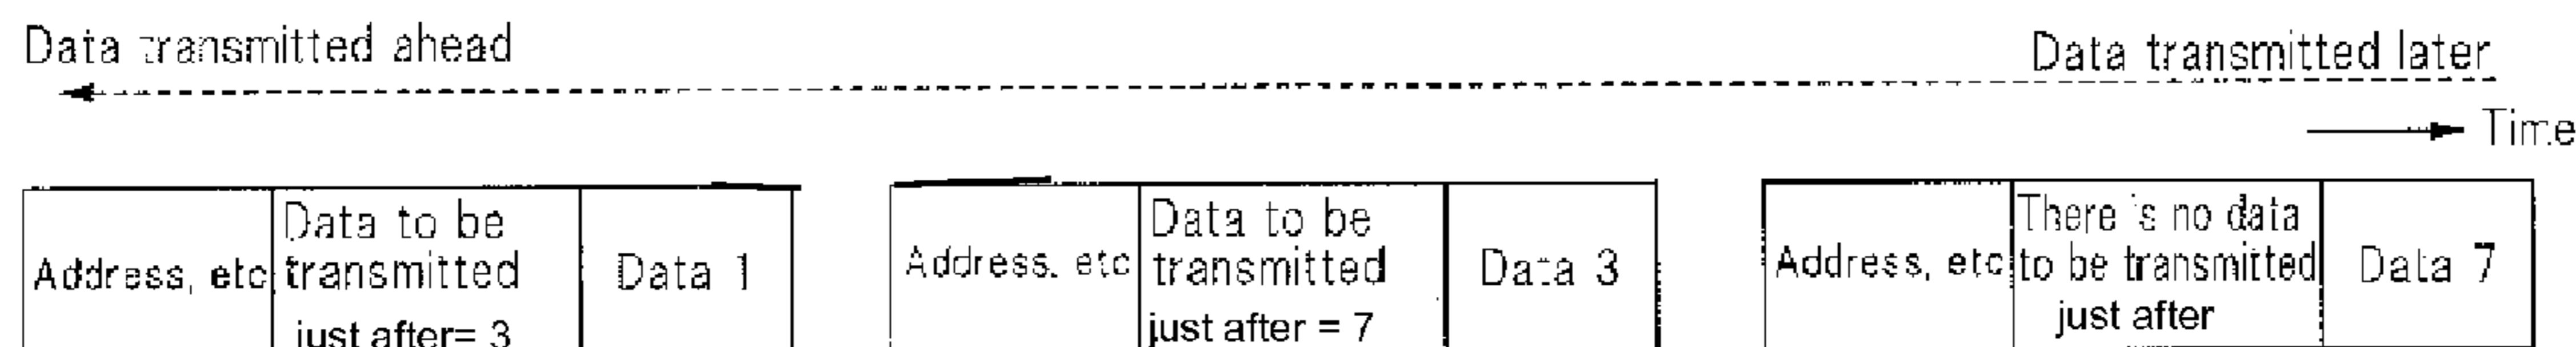 Data transmitted ahead
Data transmitted later
Time
Address, etc
Data to be
transmitted
just after= 3
Data 1
Address. etc
Data to be
transmitted
just after = 7
Data 3
Address, etc
There is no data
to be transmitted
just after
Data 7